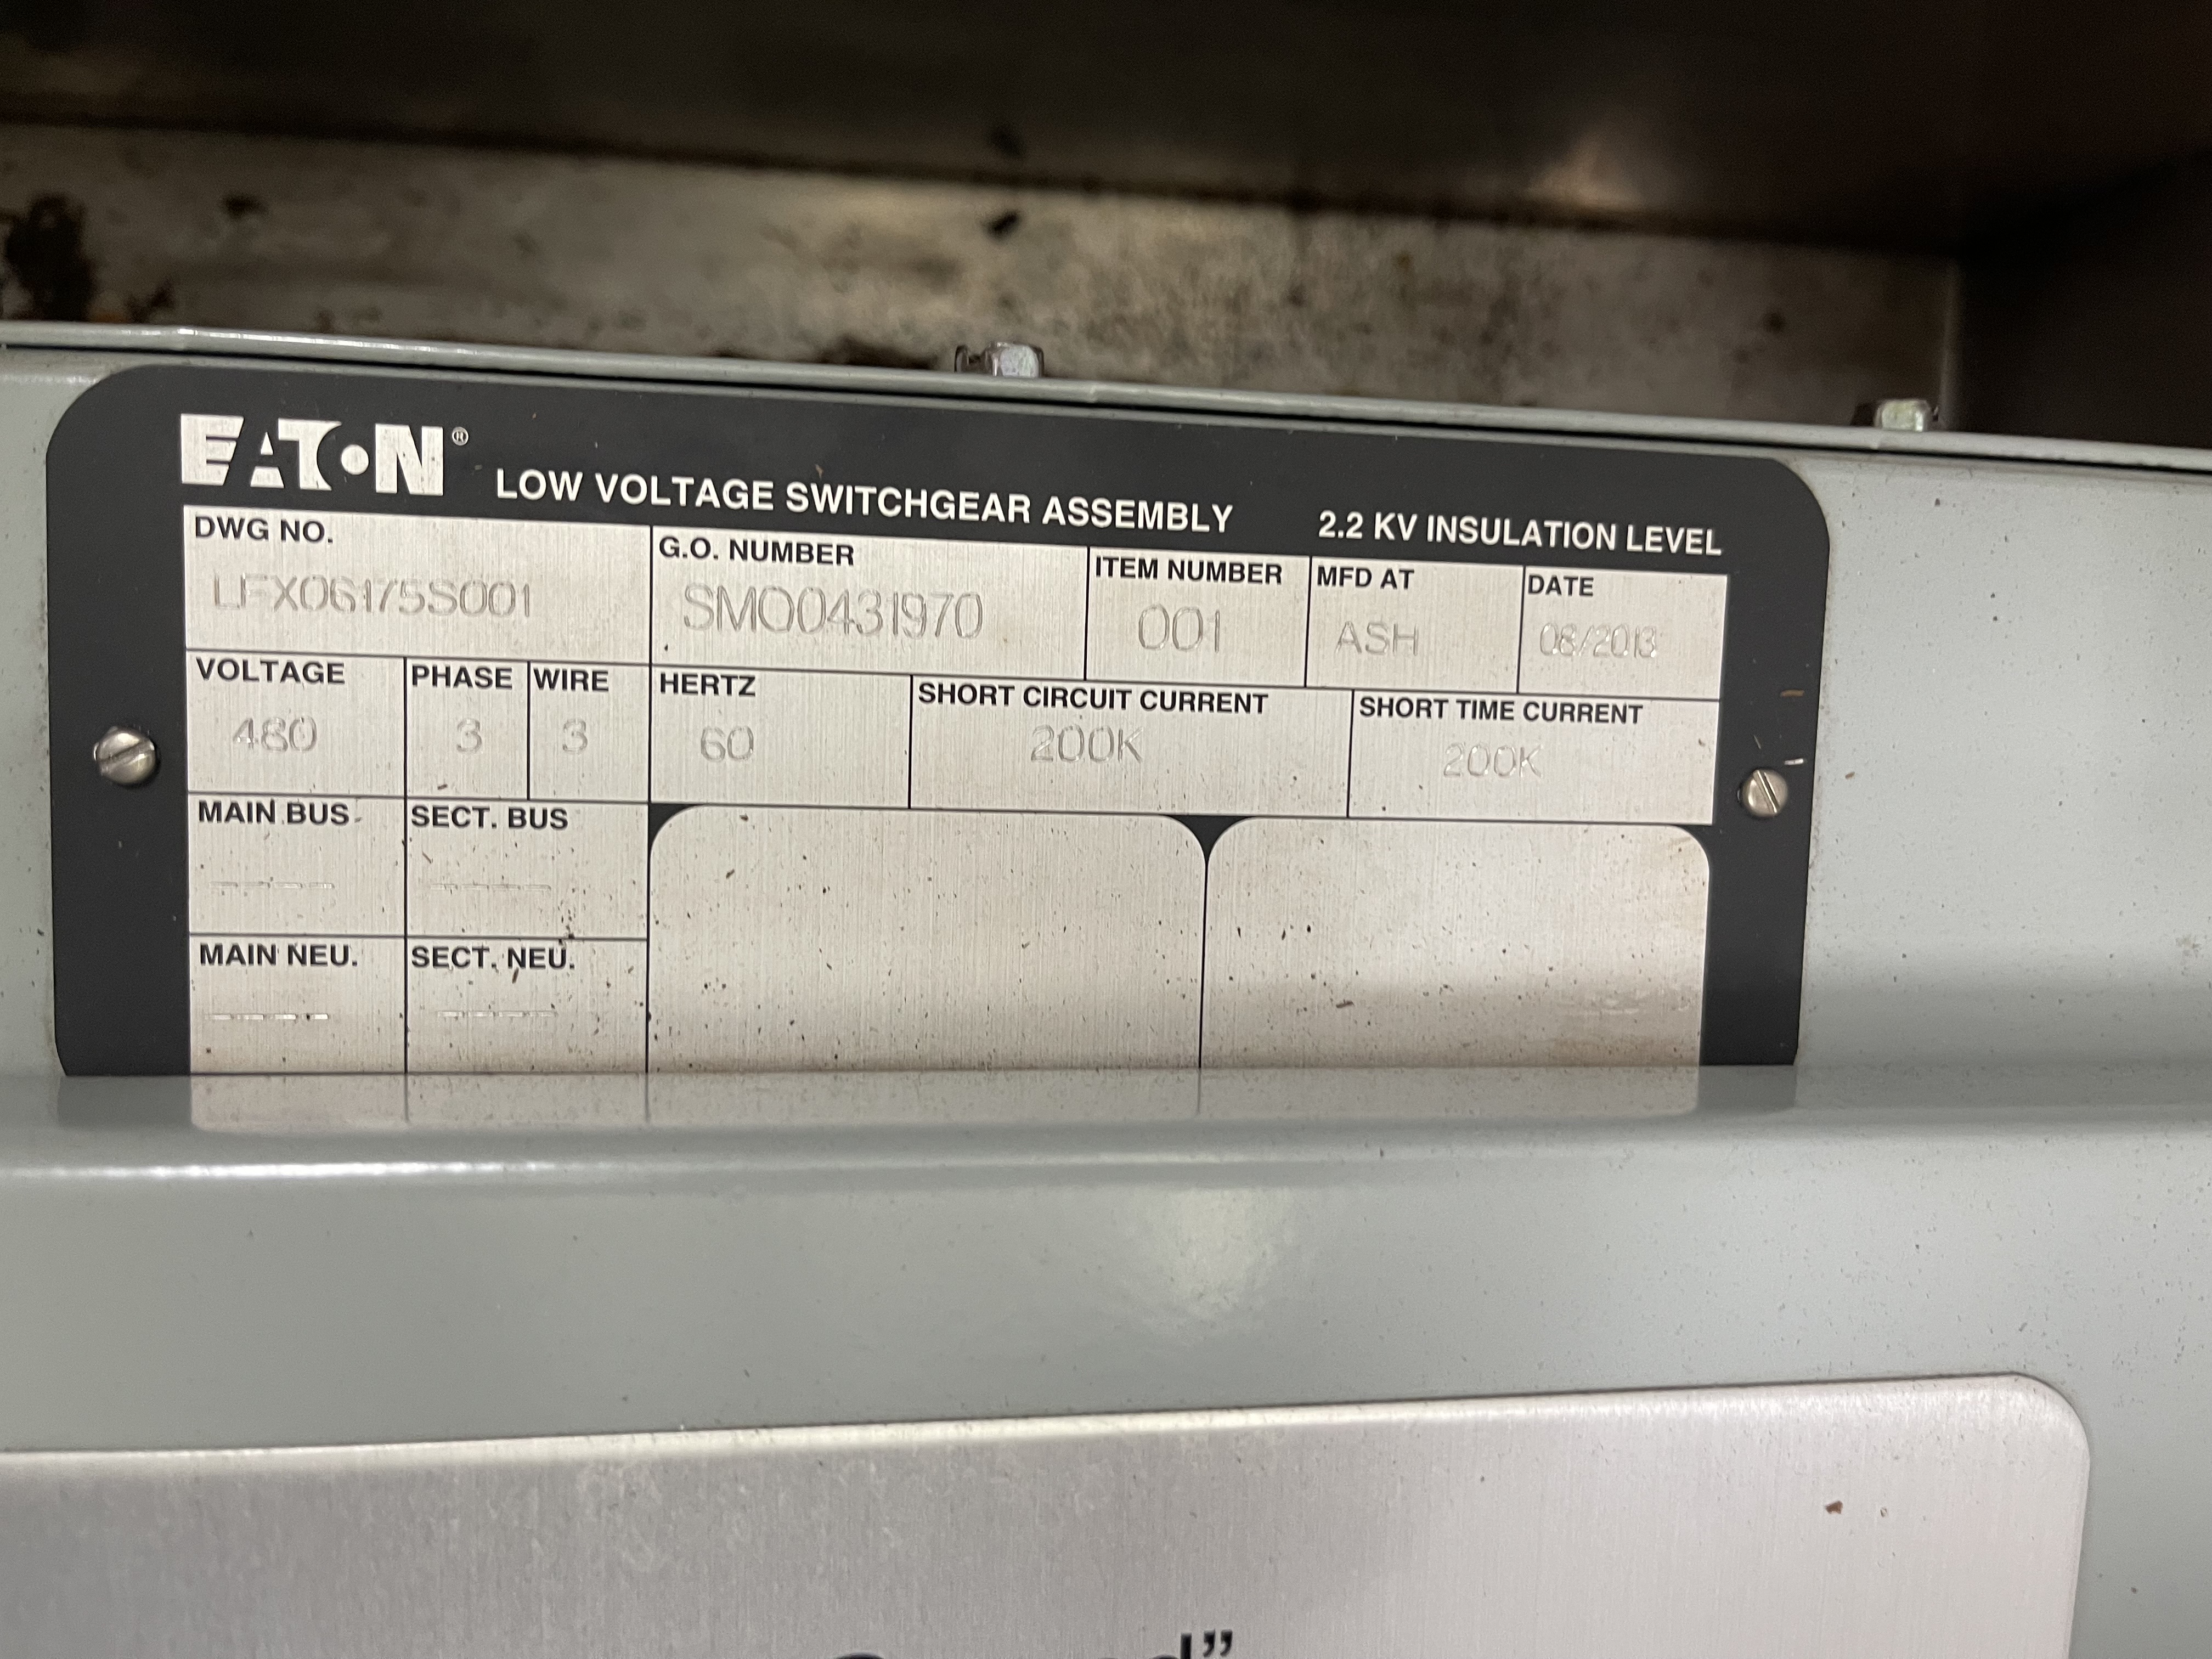 EATON®
LOW VOLTAGE SWITCHGEAR ASSEMBLY
2.2 KV INSULATION LEVEL
DWG NO.
LFX06175S001
G.O. NUMBER
SMO0431970
ITEM NUMBER
001
MFD AT
ASH
DATE
08/2013
VOLTAGE
480
PHASE
3
WIRE
3
HERTZ
60
SHORT CIRCUIT CURRENT
200K
SHORT TIME CURRENT
200K
MAIN BUS
----
SECT. BUS
----
MAIN NEU.
----
SECT. NEU.
----